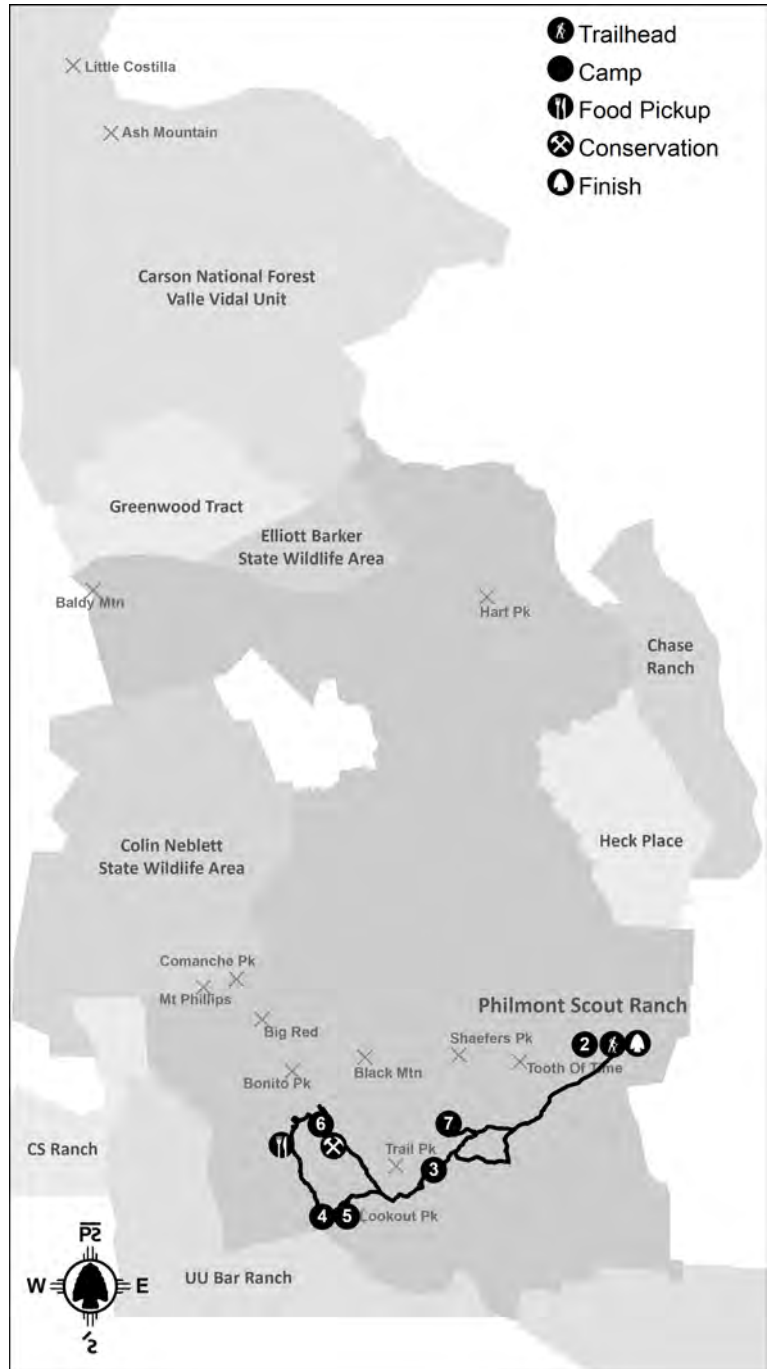 Trailhead
Camp
Food Pickup
Conservation
Finish
Little Costilla
Ash Mountain
Carson National Forest
Valle Vidal Unit
Greenwood Tract
Elliott Barker
State Wildlife Area
Baldy Mtn
Hart Pk
Chase
Ranch
Heck Place
Colin Neblett
State Wildlife Area
Comanche Pk
Mt Phillips
Big Red
Bonito Pk
Black Mtn
Shaefers Pk
Philmont Scout Ranch
2
Tooth Of Time
7
6
Trail Pk
3
4
5
Lookout Pk
CS Ranch
UU Bar Ranch
W
E